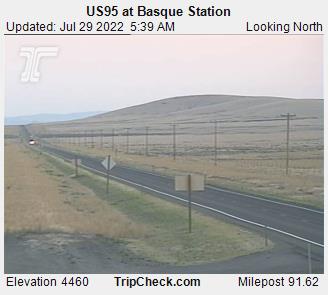 US95 at Basque Station
Updated: Jul 29 2022  5:39 AM Looking North
Elevation 4460 TripCheck.com Milepost 91.62